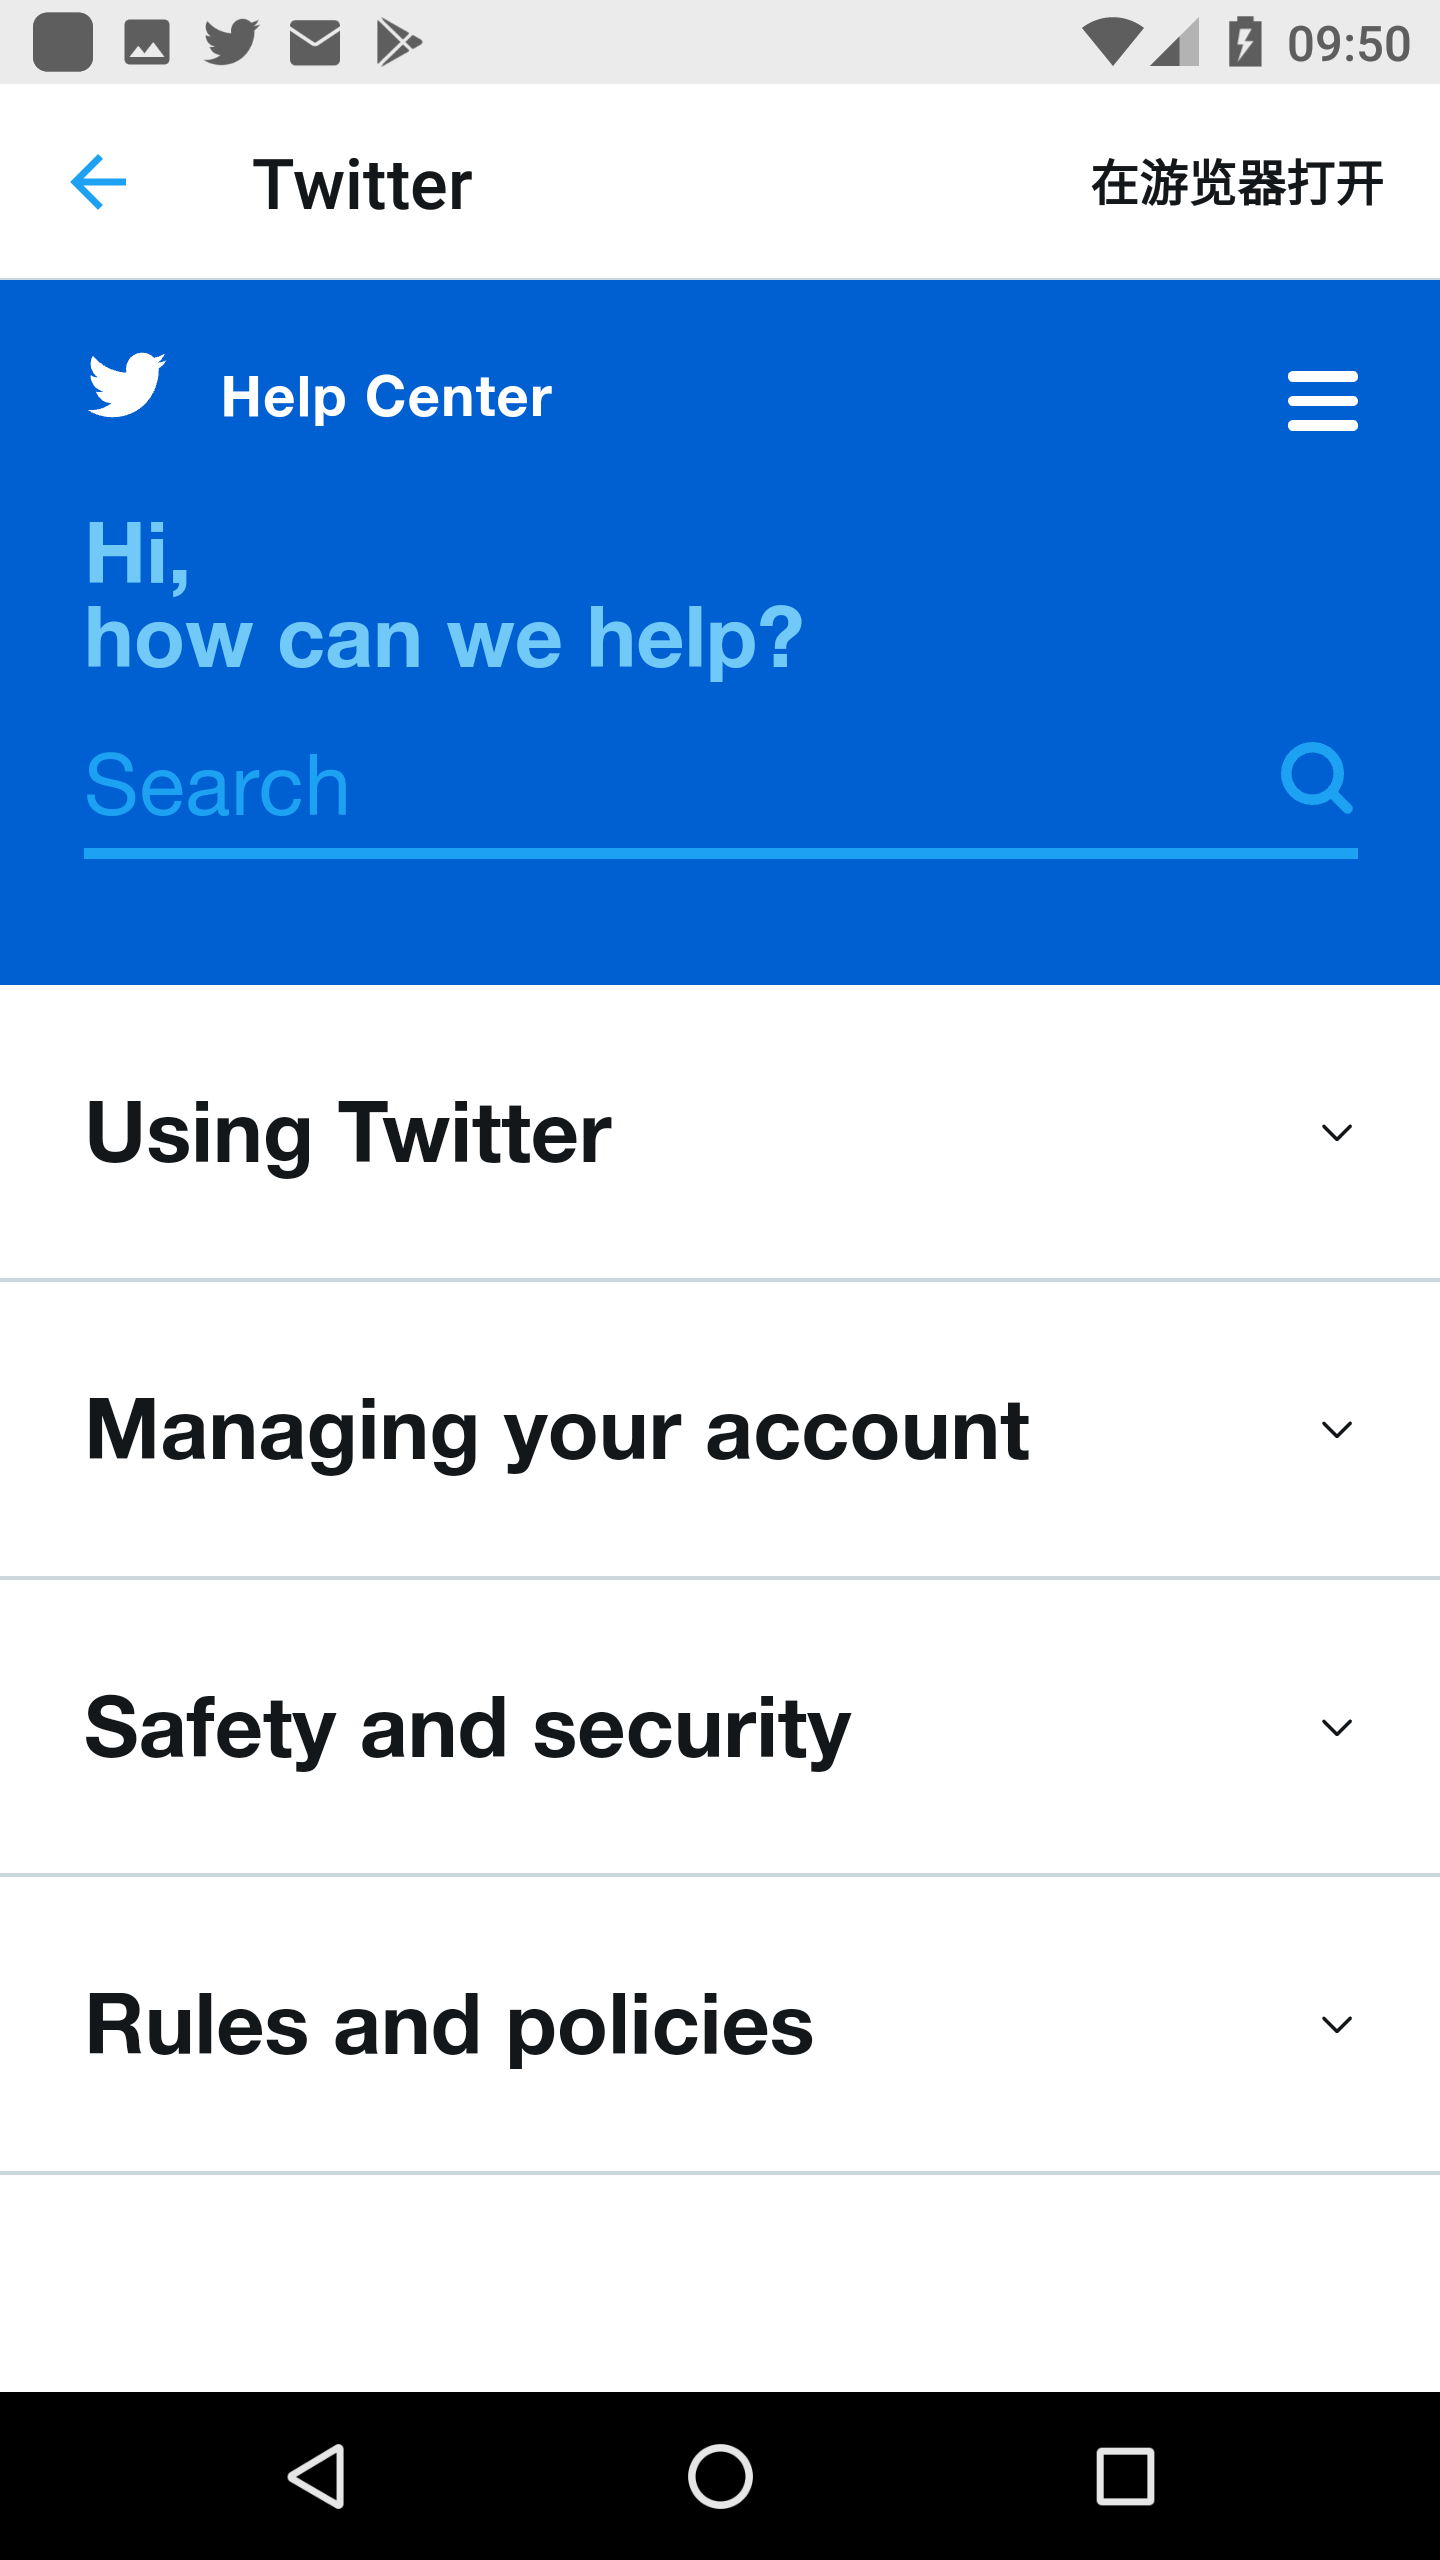 09:50
Twitter
在游览器打开
Help Center
Hi,
how can we help?
Search
Using Twitter
Managing your account
Safety and security
Rules and policies